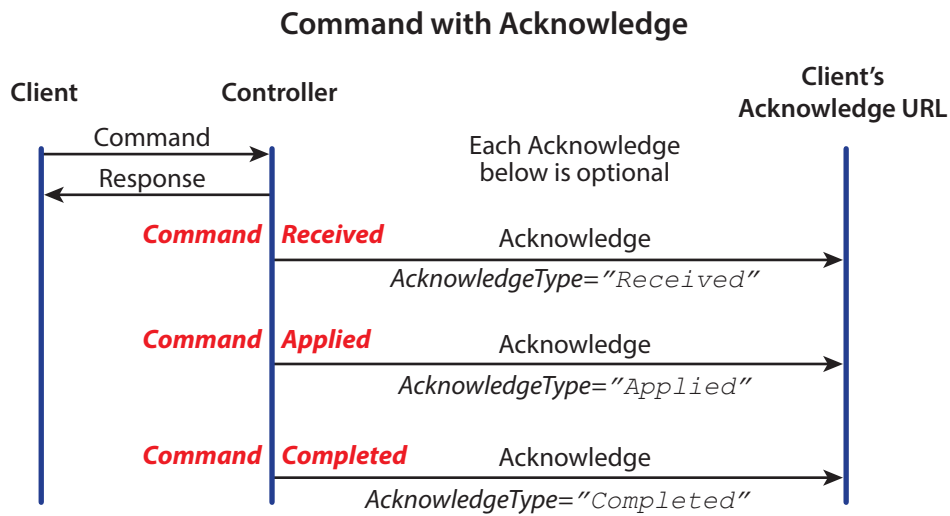 Command with Acknowledge
Client
Controller
Client's
Acknowledge URL
Command
Each Acknowledge
below is optional
Response
Command Received
Acknowledge
AcknowledgeType="Received"
Command Applied
Acknowledge
AcknowledgeType="Applied"
Command Completed
Acknowledge
AcknowledgeType="Completed"